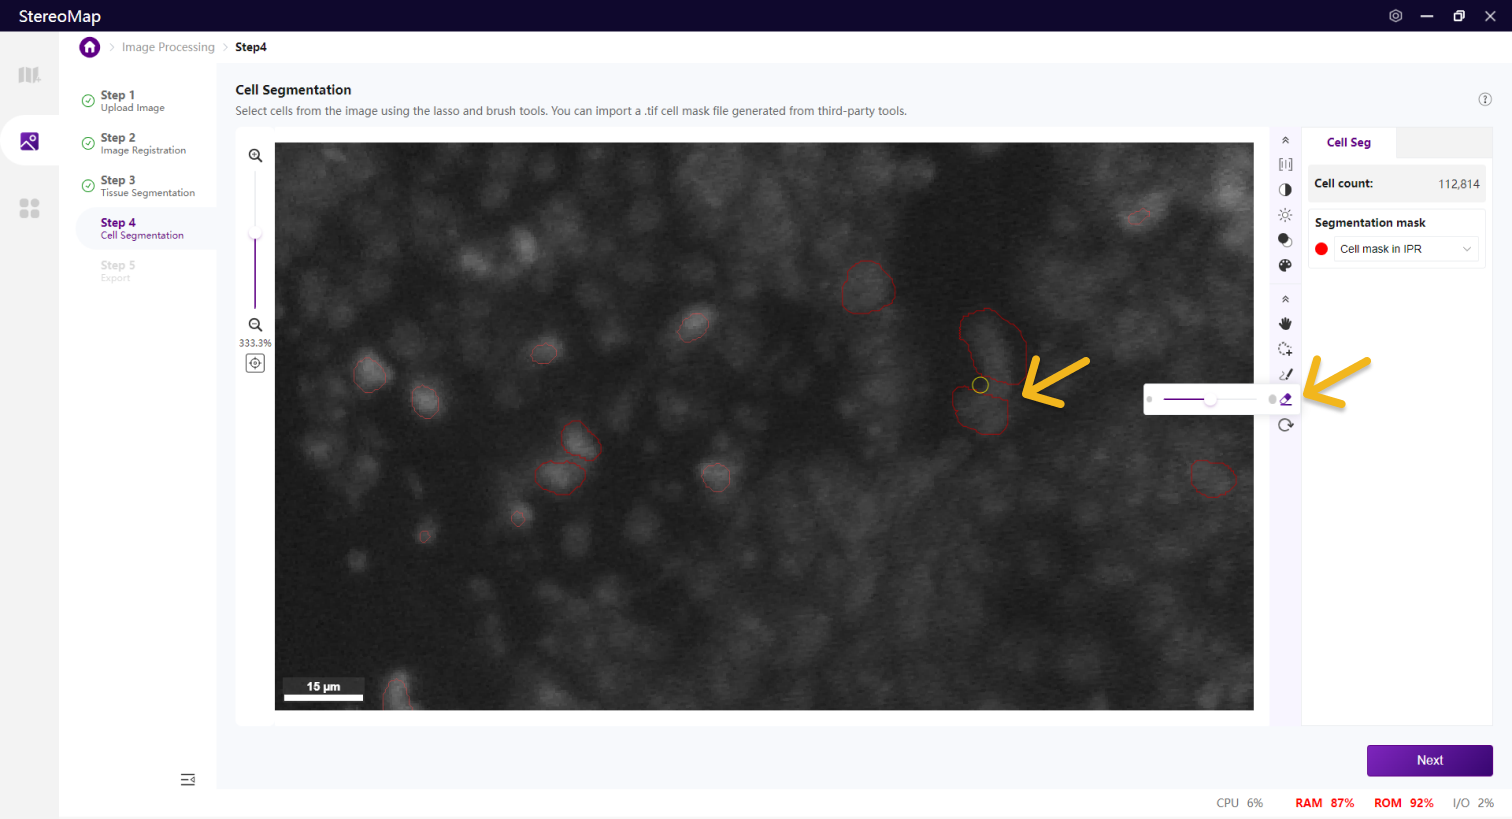 StereoMap
Image Processing > Step4
Step 1
Upload Image
Step 2
Image Registration
Step 3
Tissue Segmentation
Step 4
Cell Segmentation
Step 5
Export
Cell Segmentation
Select cells from the image using the lasso and brush tools. You can import a .tif cell mask file generated from third-party tools.
333.3%
15 μm
Cell Seg
Cell count: 112,814
Segmentation mask
Cell mask in IPR
Next
CPU 6% RAM 87% ROM 92% I/O 2%